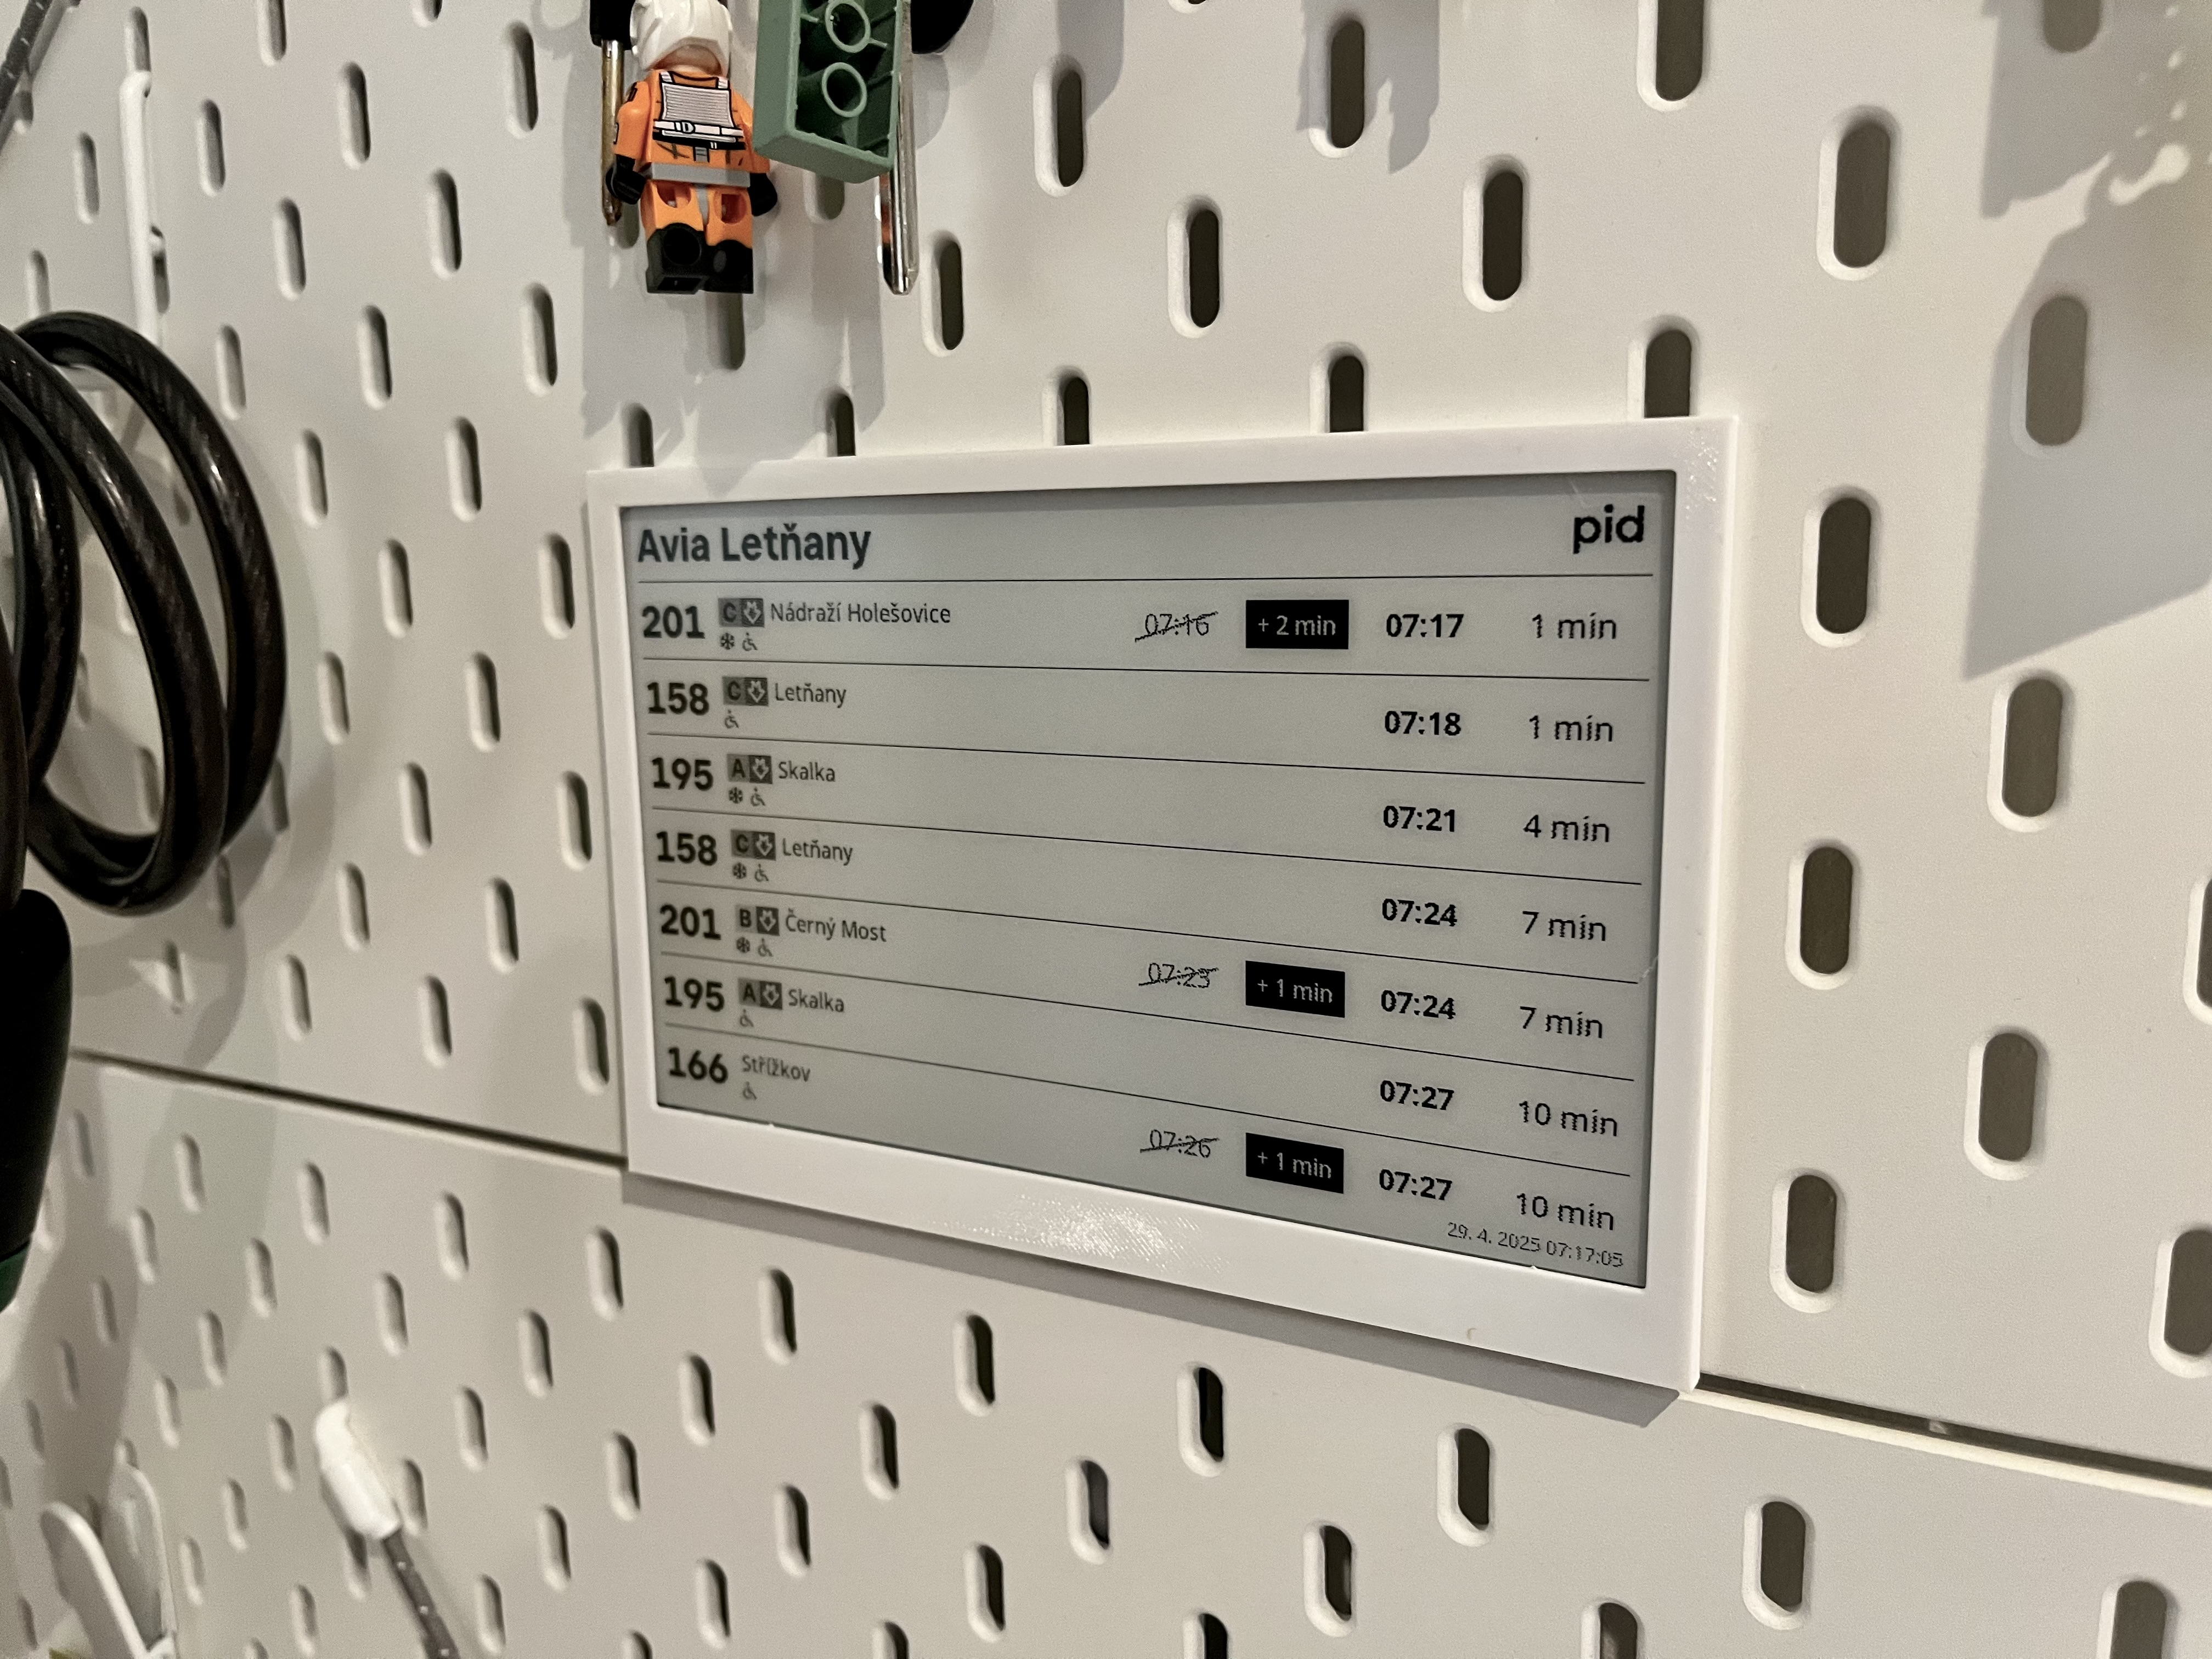 Avia Letňany pid
201 C Nádraží Holešovice 07:16 + 2 min 07:17 1 min
158 C Letňany 07:18 1 min
195 A Skalka 07:21 4 min
158 C Letňany 07:24 7 min
201 B Černý Most 07:23 + 1 min 07:24 7 min
195 A Skalka 07:27 10 min
166 Střížkov 07:26 + 1 min 07:27 10 min
29. 4. 2025 07:17:05